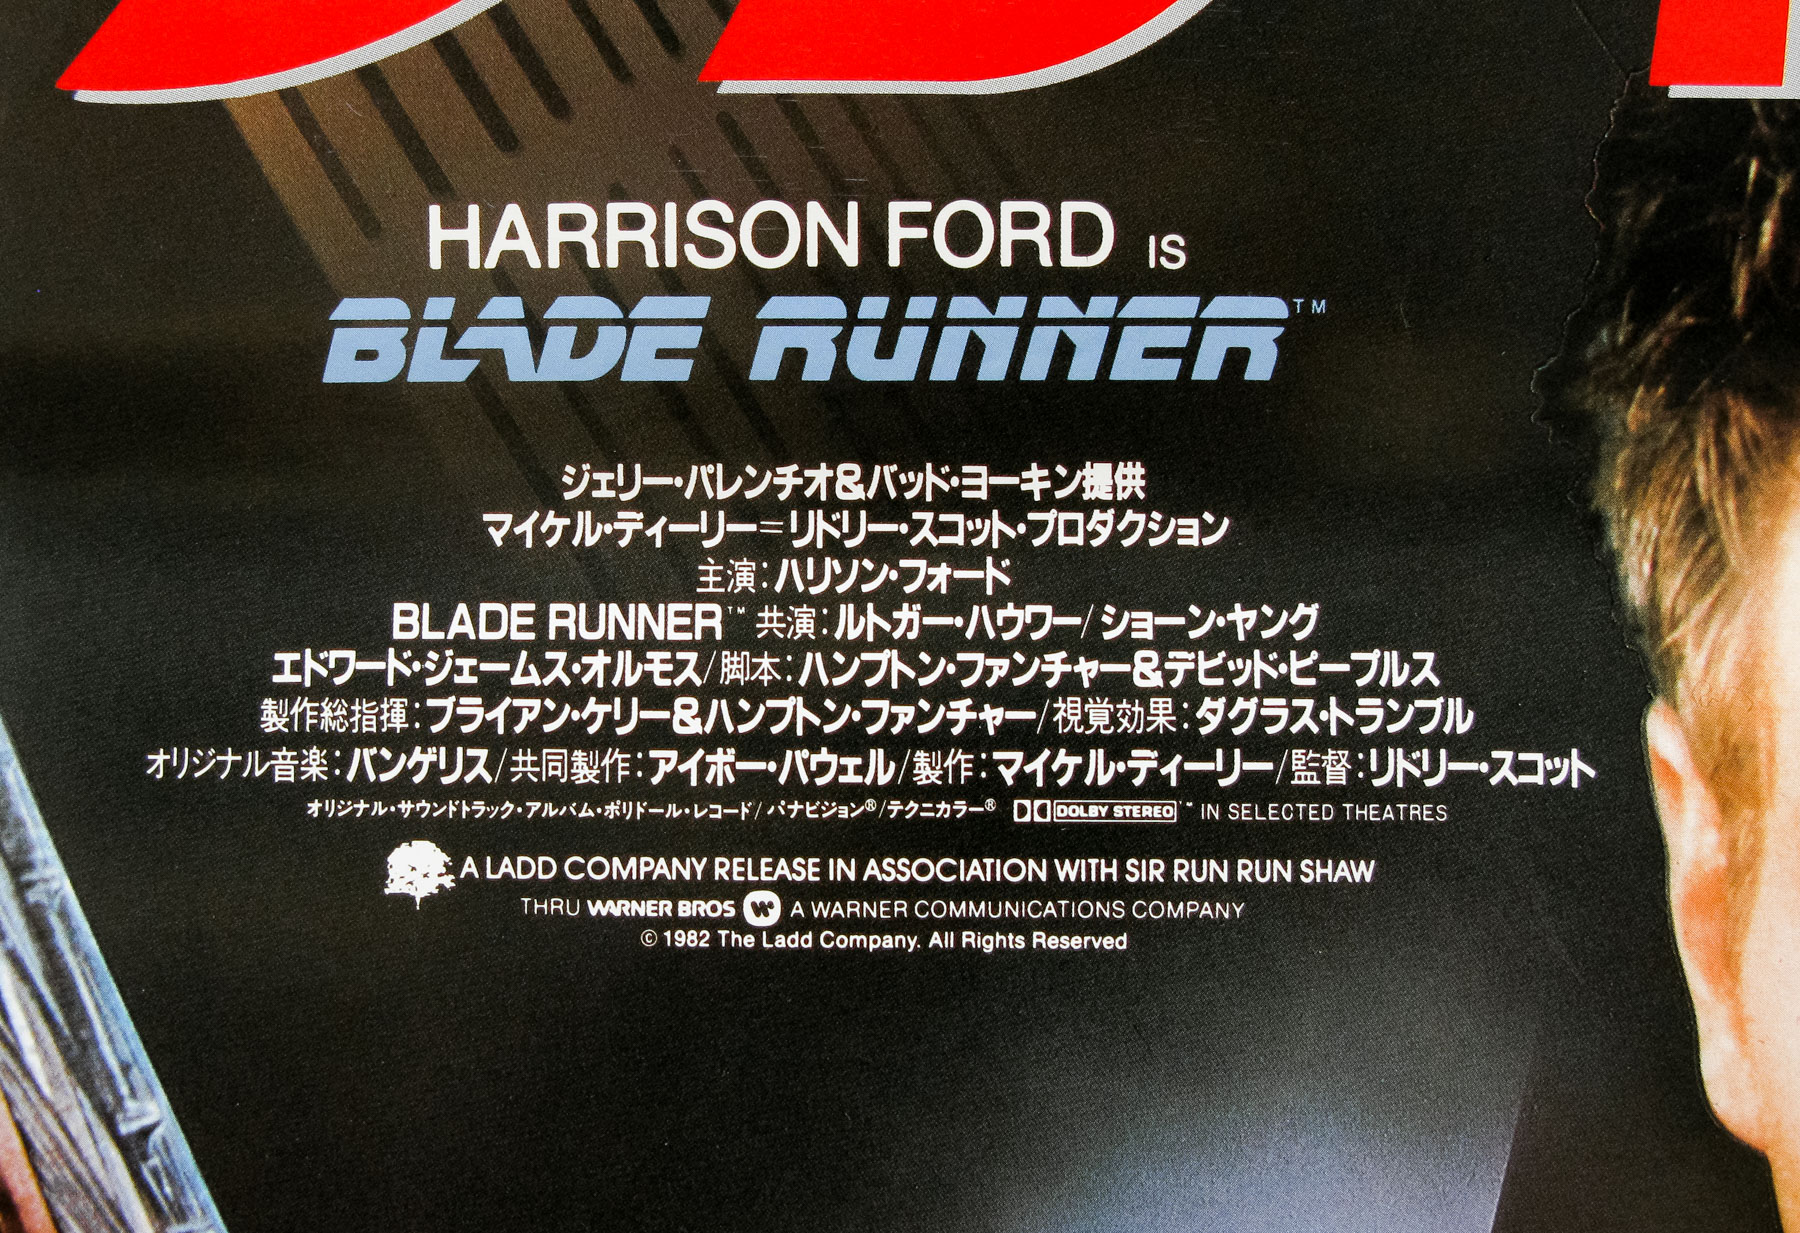 HARRISON FORD IS
BLADE RUNNER™
ジェリー・パレンチオ&バッド・ヨーキン提供
マイケル・ディーリー=リドリー・スコット・プロダクション
主演:ハリソン・フォード
BLADE RUNNER™ 共演:ルトガー・ハウワー/ショーン・ヤング
エドワード・ジェームス・オルモス/脚本:ハンプトン・ファンチャー&デビッド・ピープルス
製作総指揮:ブライアン・ケリー&ハンプトン・ファンチャー/視覚効果:ダグラス・トランブル
オリジナル音楽:バンゲリス/共同製作:アイボー・パウェル/製作:マイケル・ディーリー/監督:リドリー・スコット
オリジナル・サウンドトラック・アルバム・ポリドール・レコード/パナビジョン®/テクニカラー® DOLBY STEREO™ IN SELECTED THEATRES
A LADD COMPANY RELEASE IN ASSOCIATION WITH SIR RUN RUN SHAW
THRU WARNER BROS A WARNER COMMUNICATIONS COMPANY
© 1982 The Ladd Company. All Rights Reserved